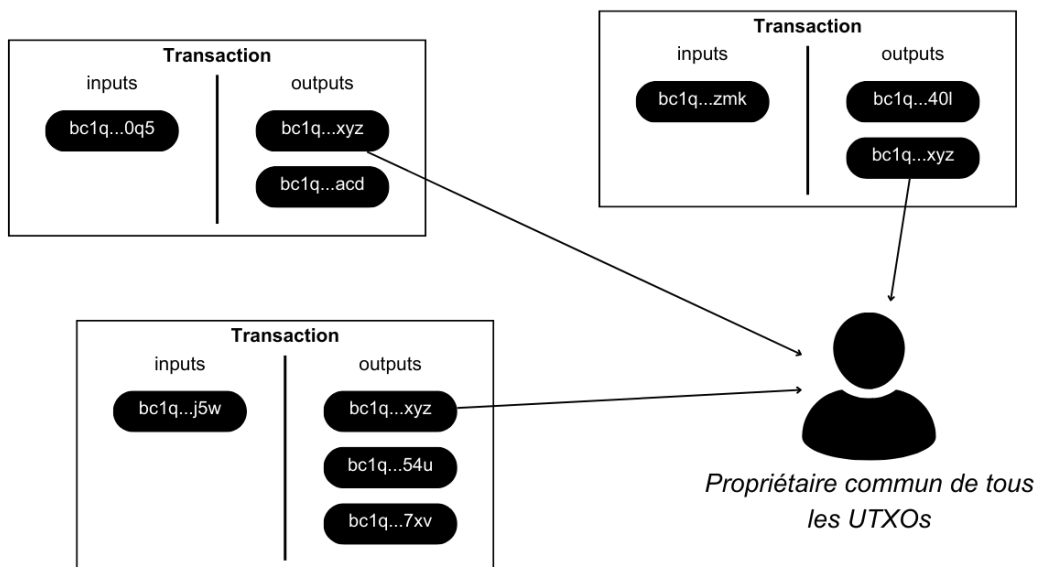 Transaction
inputs
outputs
bc1q...0q5
bc1q...xyz
bc1q...acd
Transaction
inputs
outputs
bc1q...zmk
bc1q...40l
bc1q...xyz
Transaction
inputs
outputs
bc1q...j5w
bc1q...xyz
bc1q...54u
bc1q...7xv
Propriétaire commun de tous
les UTXOs